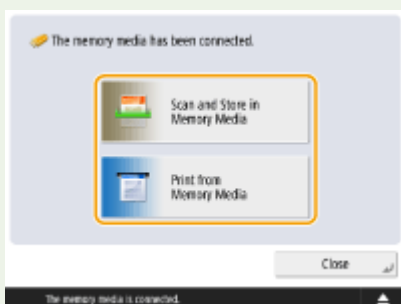 The memory media has been connected.
Scan and Store in
Memory Media
Print from
Memory Media
Close
The memory media is connected.